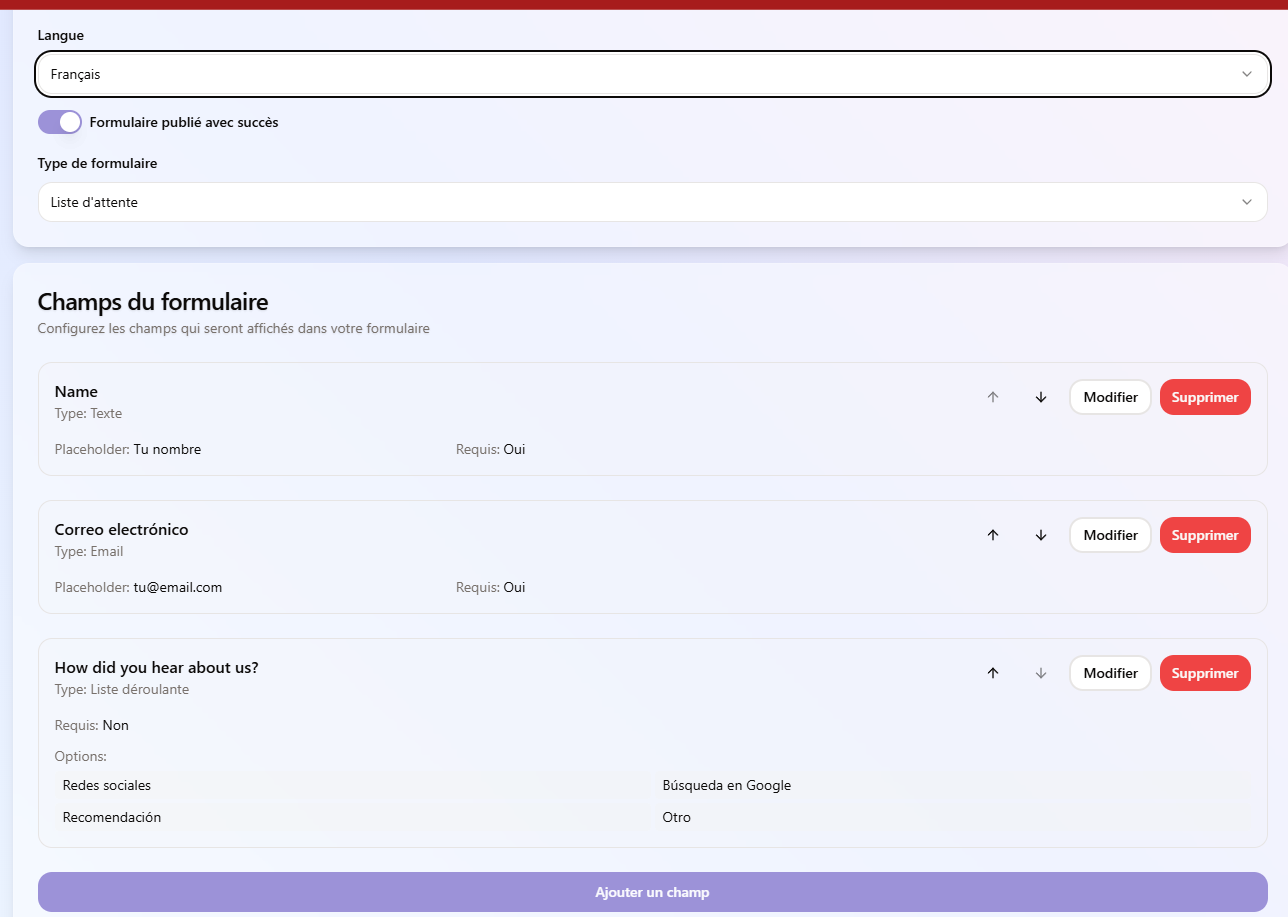 Langue
Français
Formulaire publié avec succès
Type de formulaire
Liste d'attente
Champs du formulaire
Configurez les champs qui seront affichés dans votre formulaire
Name
Type: Texte
Modifier
Supprimer
Placeholder: Tu nombre
Requis: Oui
Correo electrónico
Type: Email
Modifier
Supprimer
Placeholder: tu@email.com
Requis: Oui
How did you hear about us?
Type: Liste déroulante
Modifier
Supprimer
Requis: Non
Options:
Redes sociales
Búsqueda en Google
Recomendación
Otro
Ajouter un champ